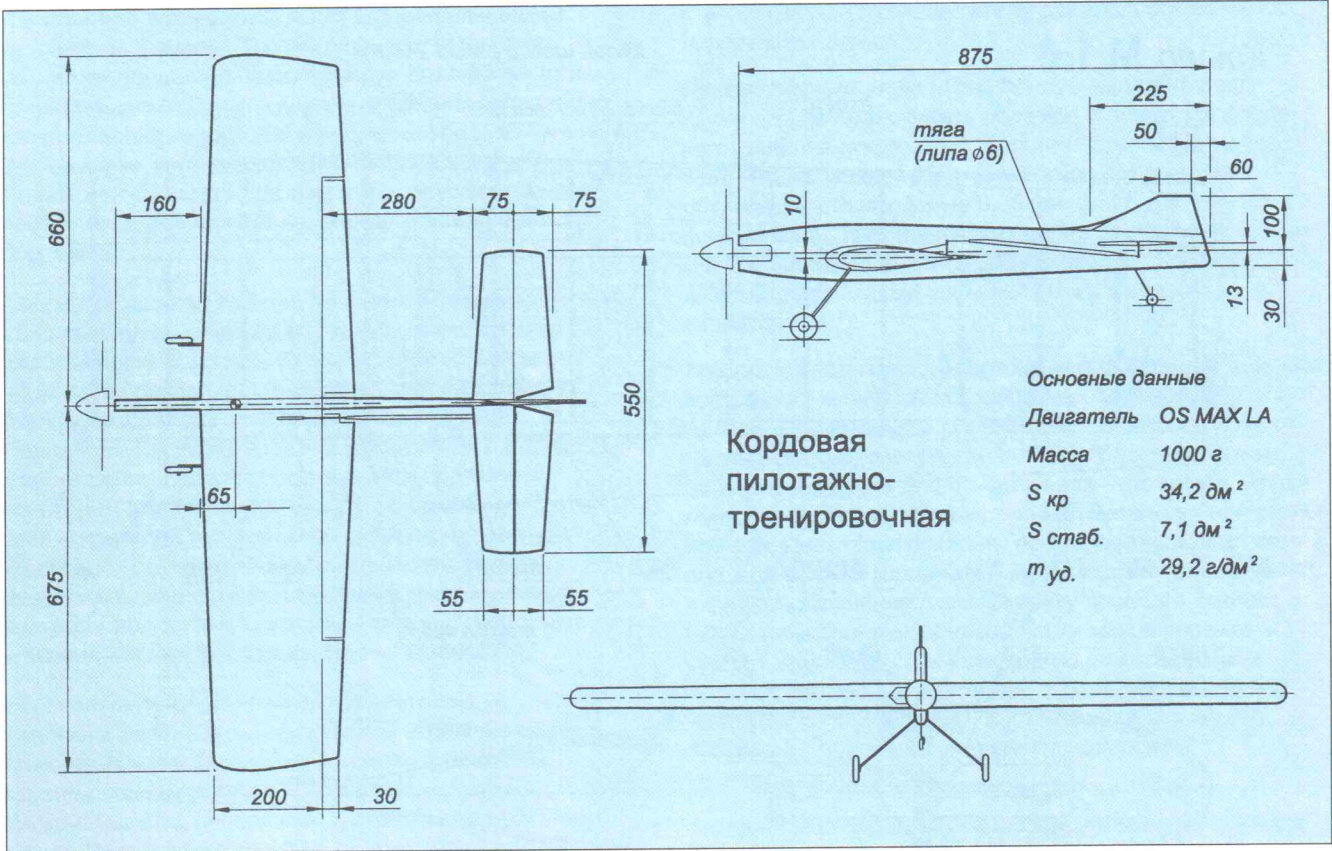 660
160
280
75
75
65
675
200
30
550
55
55
875
225
50
60
тяга
(липа ϕ6)
10
100
13
30
Кордовая
пилотажно-
тренировочная
Основные данные
Двигатель OS MAX LA
Масса 1000 г
S кр 34,2 дм²
S стаб. 7,1 дм²
m уд. 29,2 г/дм²